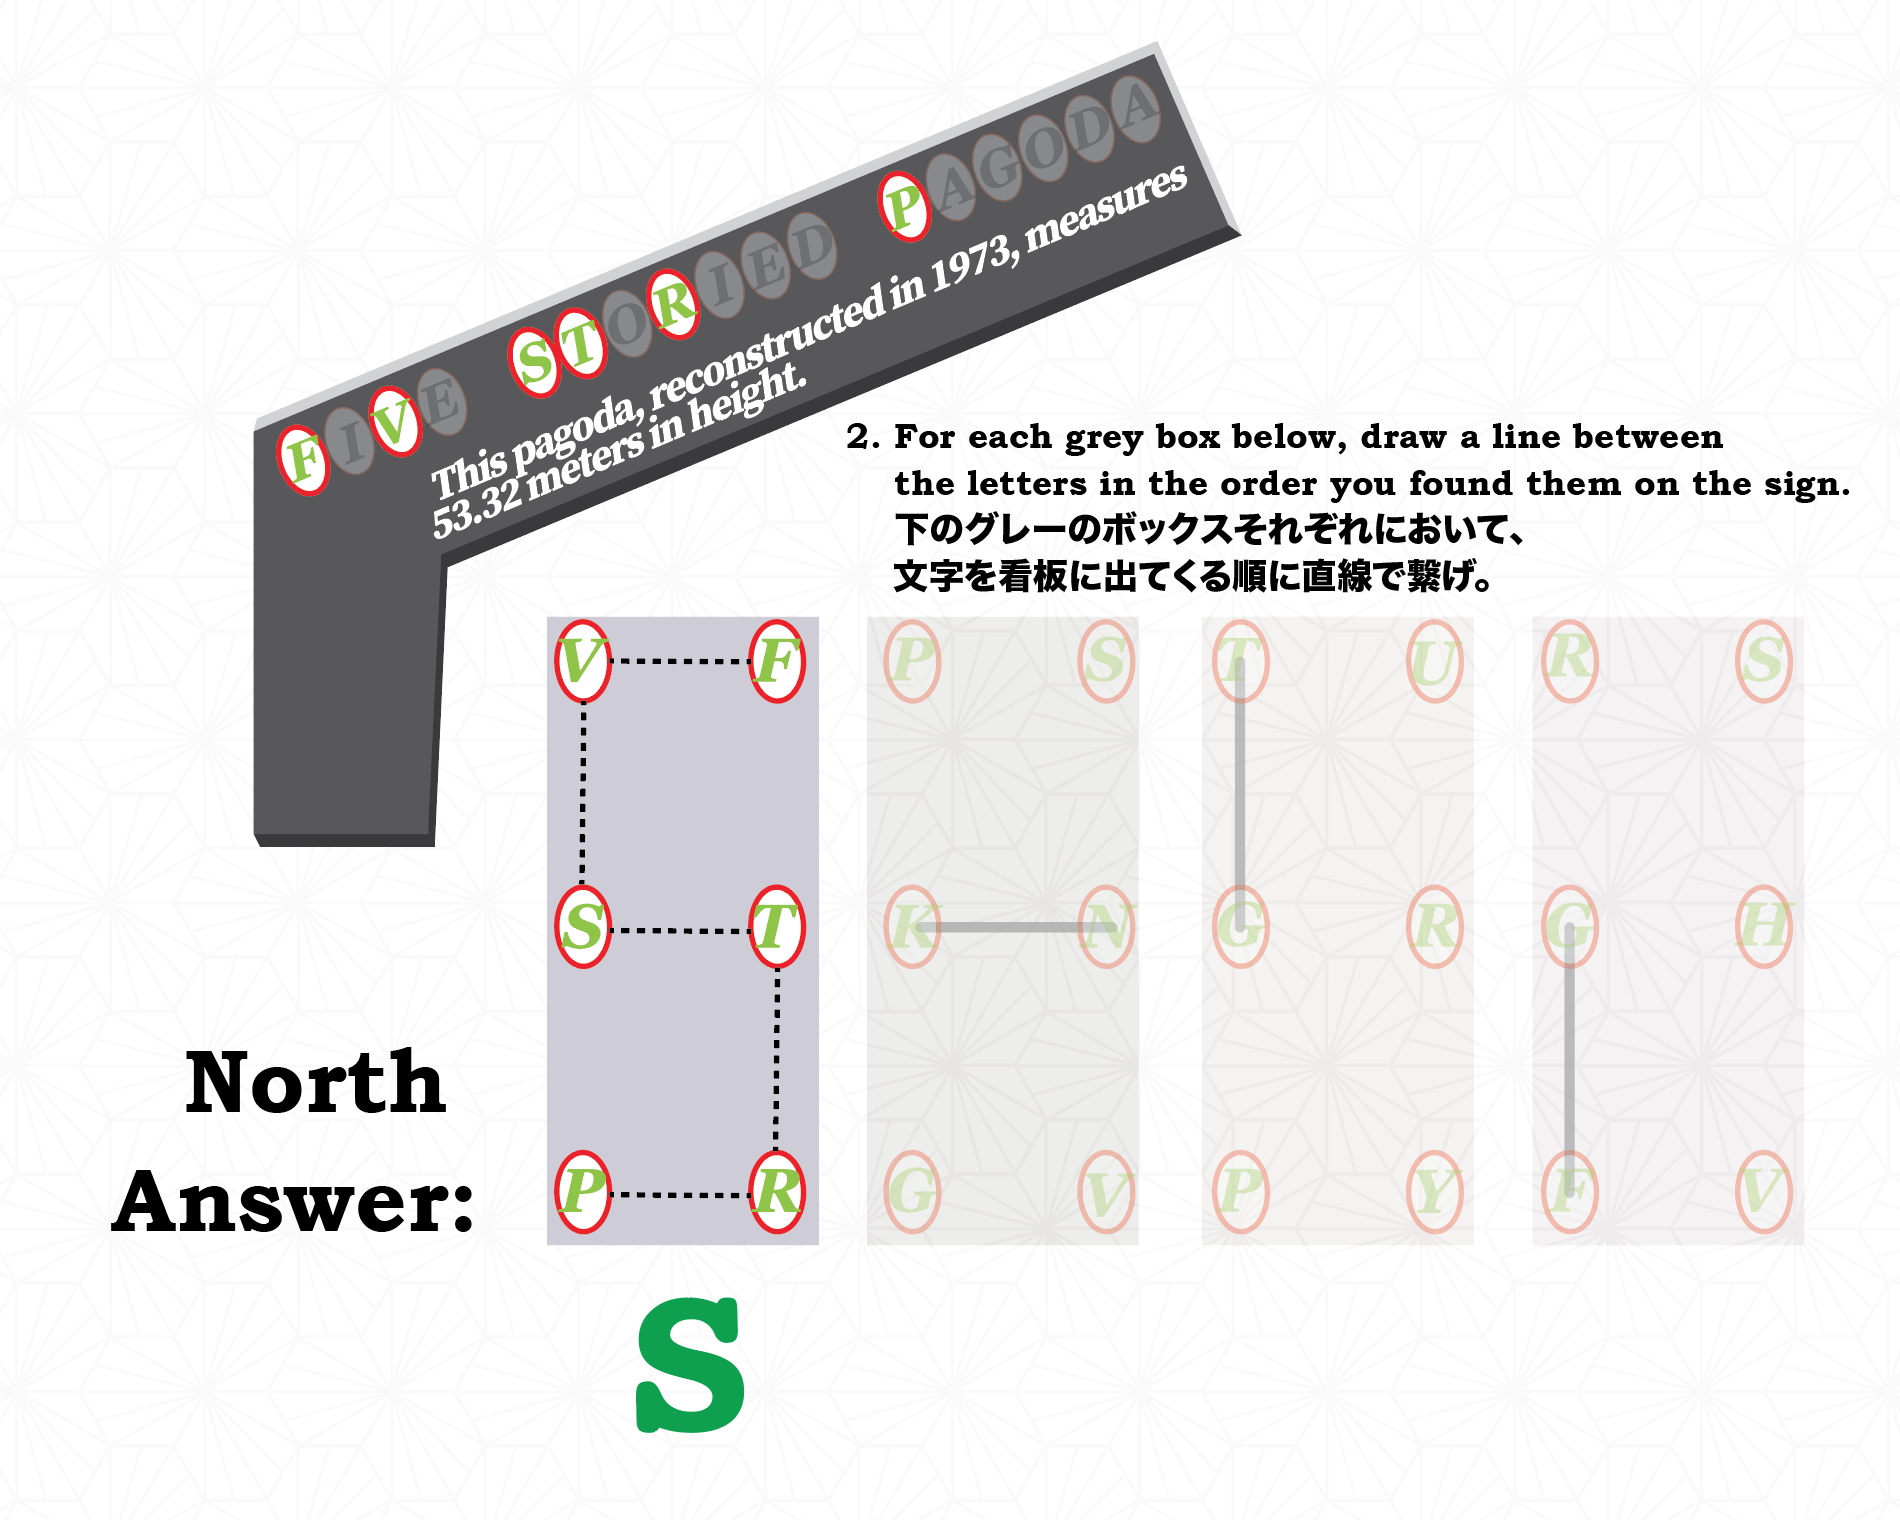 FIVE STORIED PAGODA
This pagoda, reconstructed in 1973, measures
53.32 meters in height.
2. For each grey box below, draw a line between
the letters in the order you found them on the sign.
下のグレーのボックスそれぞれにおいて、
文字を看板に出てくる順に直線で繋げ。
V F P S T U R S
S T K N G R G H
P R G V P Y F V
North
Answer:
S